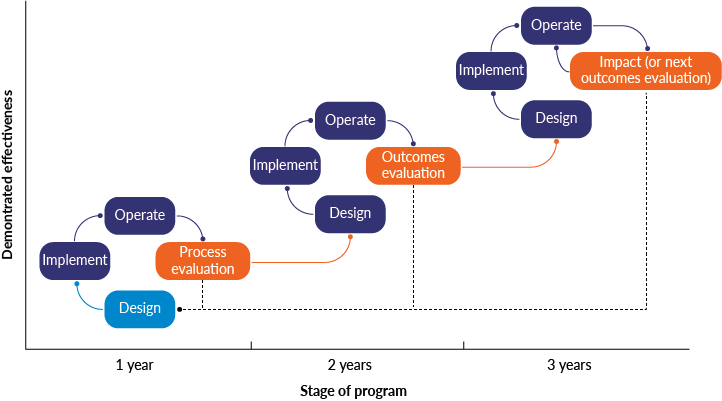 Operate
Implement
Impact (or next
outcomes evaluation)
Design
Operate
Implement
Outcomes
evaluation
Design
Operate
Implement
Process
evaluation
Design
Demontrated effectiveness
1 year
2 years
3 years
Stage of program